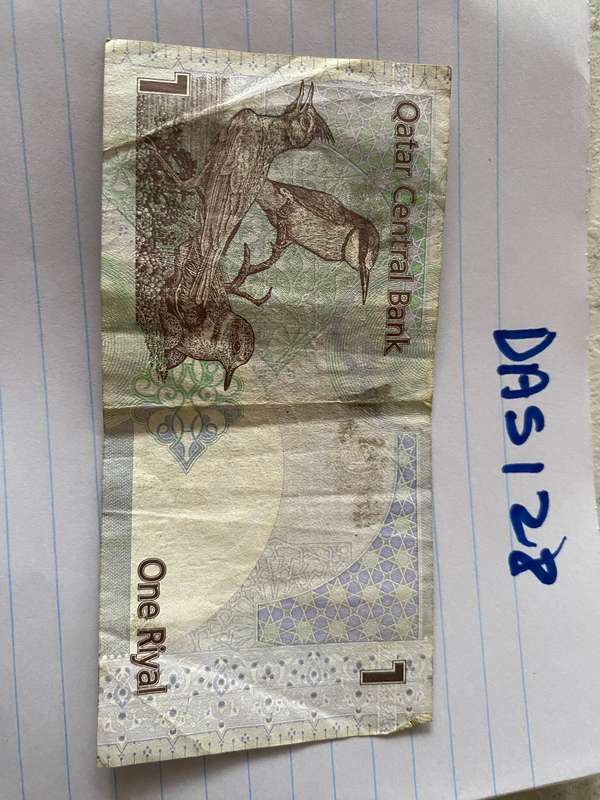 1
Qatar Central Bank
One Riyal
1
DAS128